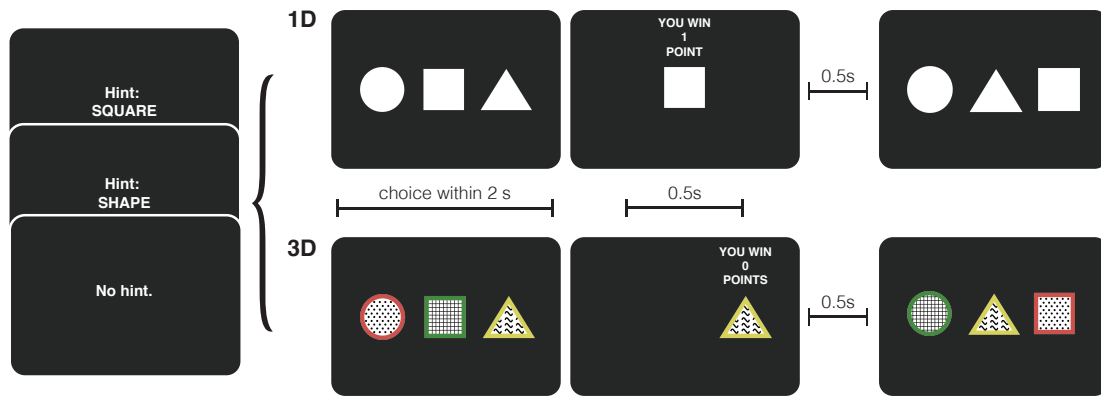 Hint:
SQUARE
Hint:
SHAPE
No hint.
1D
YOU WIN
1
POINT
0.5s
choice within 2 s
0.5s
3D
YOU WIN
0
POINTS
0.5s